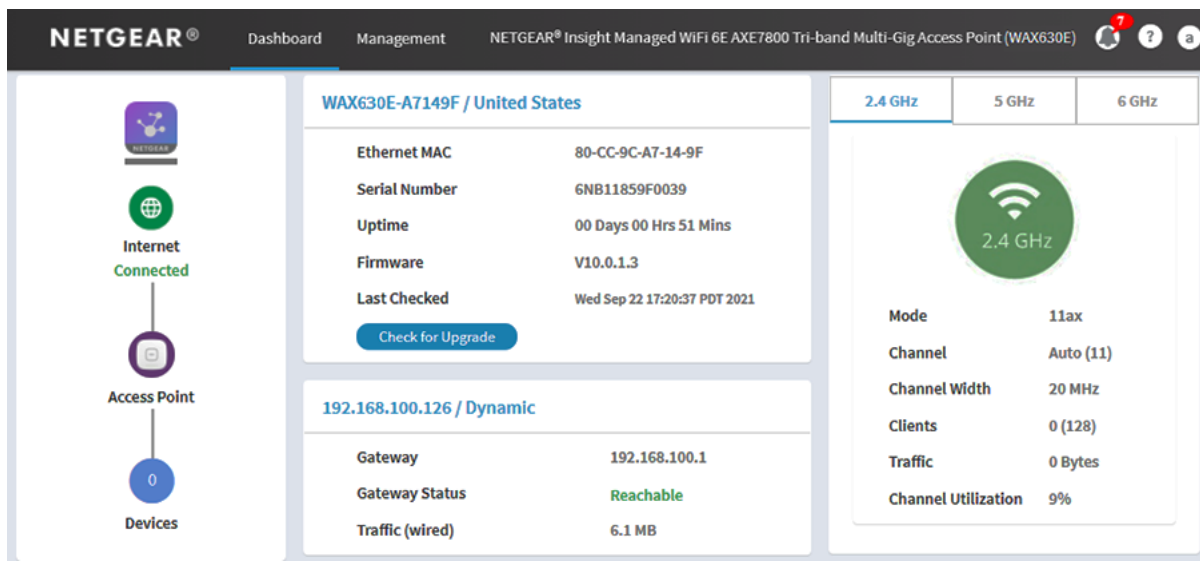 NETGEAR®
Dashboard
Management
NETGEAR® Insight Managed WiFi 6E AXE7800 Tri-band Multi-Gig Access Point (WAX630E)
7
?
a
NETGEAR
Internet
Connected
Access Point
0
Devices
WAX630E-A7149F / United States
Ethernet MAC 80-CC-9C-A7-14-9F
Serial Number 6NB11859F0039
Uptime 00 Days 00 Hrs 51 Mins
Firmware V10.0.1.3
Last Checked Wed Sep 22 17:20:37 PDT 2021
Check for Upgrade
192.168.100.126 / Dynamic
Gateway 192.168.100.1
Gateway Status Reachable
Traffic (wired) 6.1 MB
2.4 GHz 5 GHz 6 GHz
2.4 GHz
Mode 11ax
Channel Auto (11)
Channel Width 20 MHz
Clients 0 (128)
Traffic 0 Bytes
Channel Utilization 9%